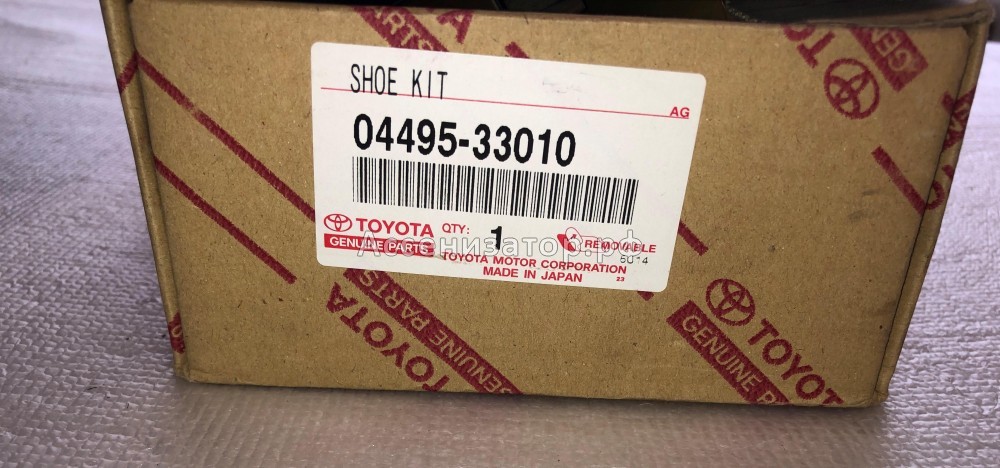 SHOE KIT
AG
04495-33010
TOYOTA QTY: 1
GENUINE PARTS
REMOVABLE
TOYOTA MOTOR CORPORATION
MADE IN JAPAN
23
Ассенизатор.рф
PARTS
TOYOTA
GENUINE PARTS
TOYOTA
GENUINE
TOYOTA